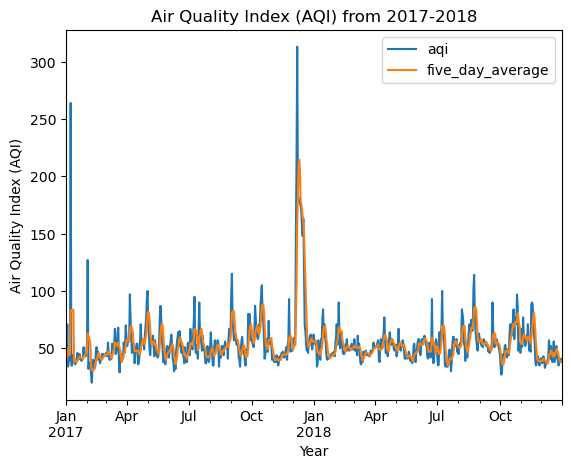 Air Quality Index (AQI) from 2017-2018
aqi
five_day_average
Air Quality Index (AQI)
300
250
200
150
100
50
Jan Apr Jul Oct Jan Apr Jul Oct
2017 2018
Year